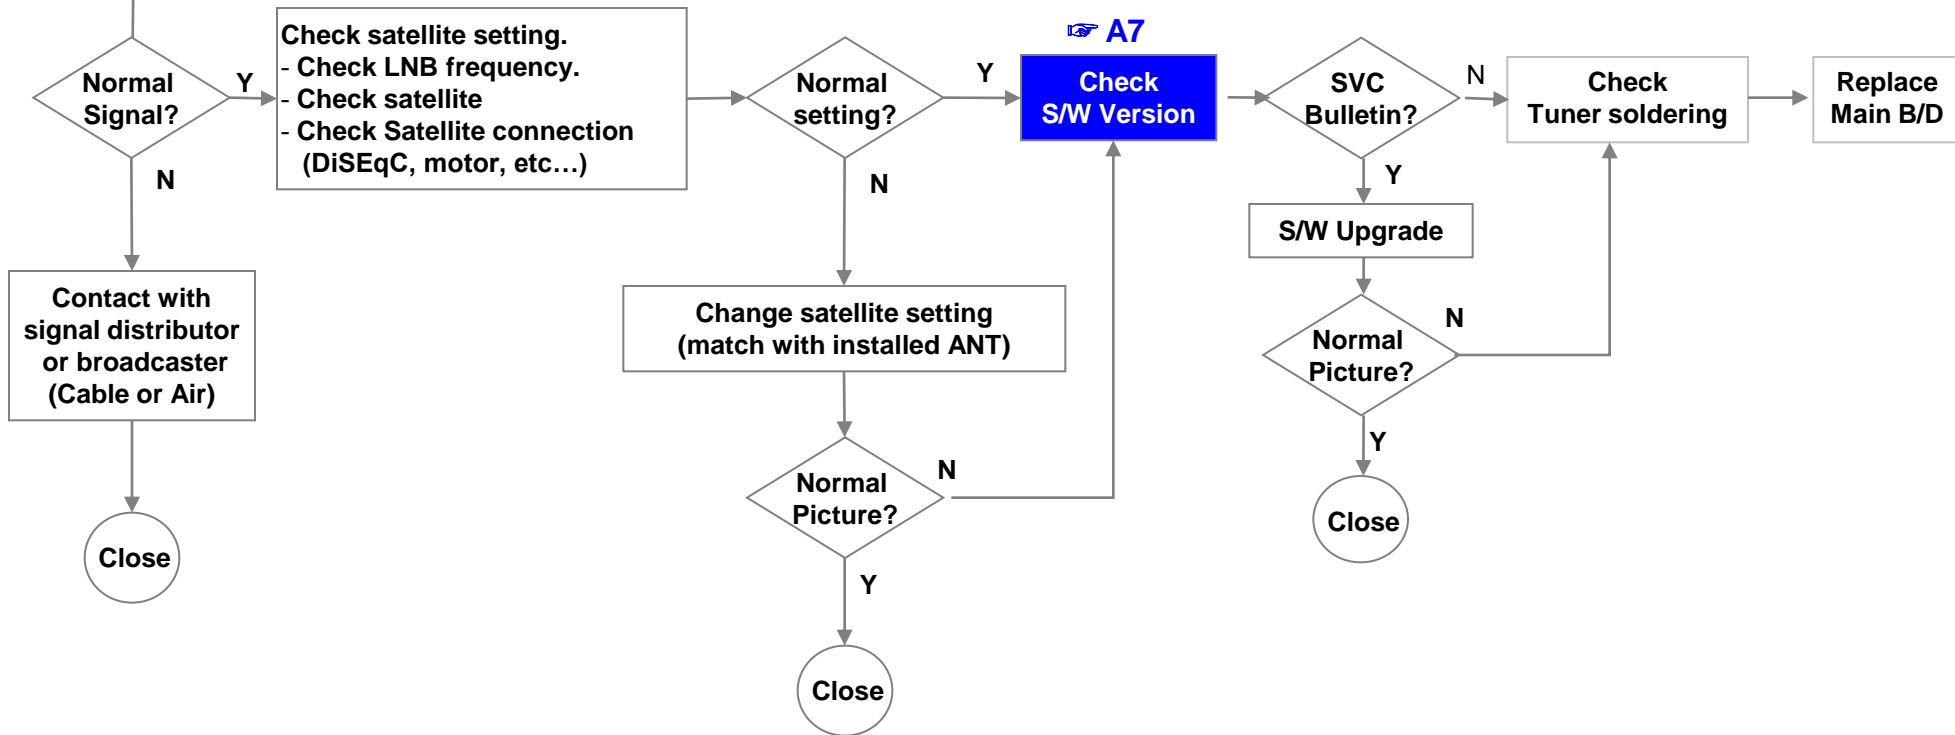 Normal
Signal?
Y
N
Contact with
signal distributor
or broadcaster
(Cable or Air)
Close
Check satellite setting.
- Check LNB frequency.
- Check satellite
- Check Satellite connection
(DiSEqC, motor, etc…)
Normal
setting?
Y
N
Change satellite setting
(match with installed ANT)
Normal
Picture?
N
Y
Close
☞ A7
Check
S/W Version
SVC
Bulletin?
N
Y
S/W Upgrade
Normal
Picture?
N
Y
Close
Check
Tuner soldering
Replace
Main B/D